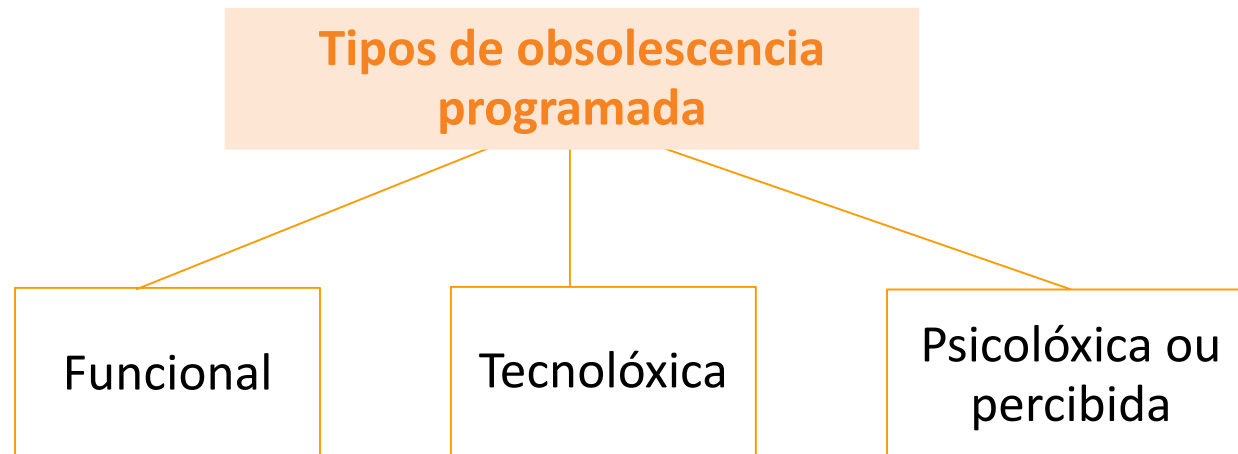 Tipos de obsolescencia
programada
Funcional
Tecnolóxica
Psicolóxica ou
percibida